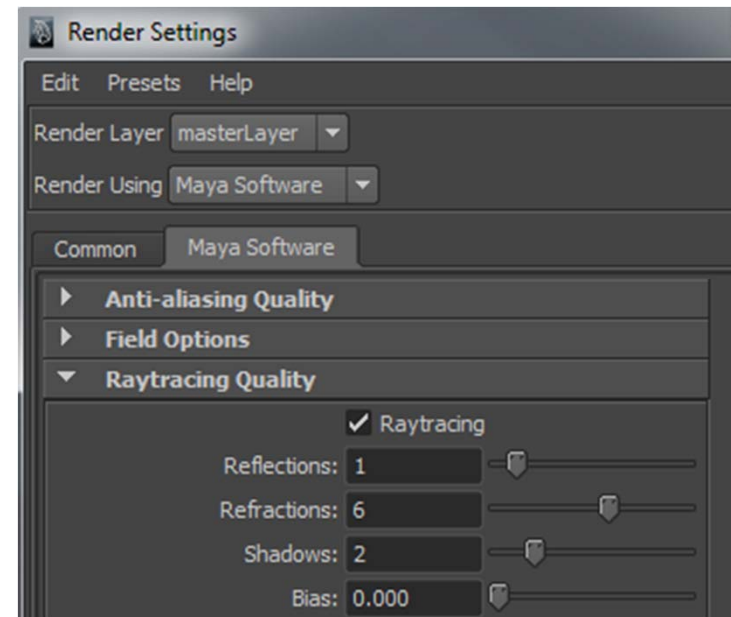 Render Settings
Edit Presets Help
Render Layer masterLayer
Render Using Maya Software
Common Maya Software
Anti-aliasing Quality
Field Options
Raytracing Quality
Raytracing
Reflections: 1
Refractions: 6
Shadows: 2
Bias: 0.000